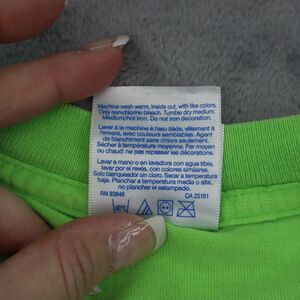 Machine wash warm, inside out, with like colors.
Only non-chlorine bleach. Tumble dry medium.
Medium/hot iron. Do not iron decoration.
Laver à la machine à l'eau tiède, vêtement à
l'envers, avec couleurs semblables. Agent
de blanchiment sans chlore seulement.
Sécher à température moyenne. Fer moyen
ou chaud; ne pas repasser les décorations.
Lavar a mano o en lavadora con agua tibia,
lavar por el revés, con colores similares.
Solo blanqueador sin cloro. Secar a temperatura
baja. Planchar a temperatura media o alta,
no planchar el estampado.
RN 93846 CA 25161